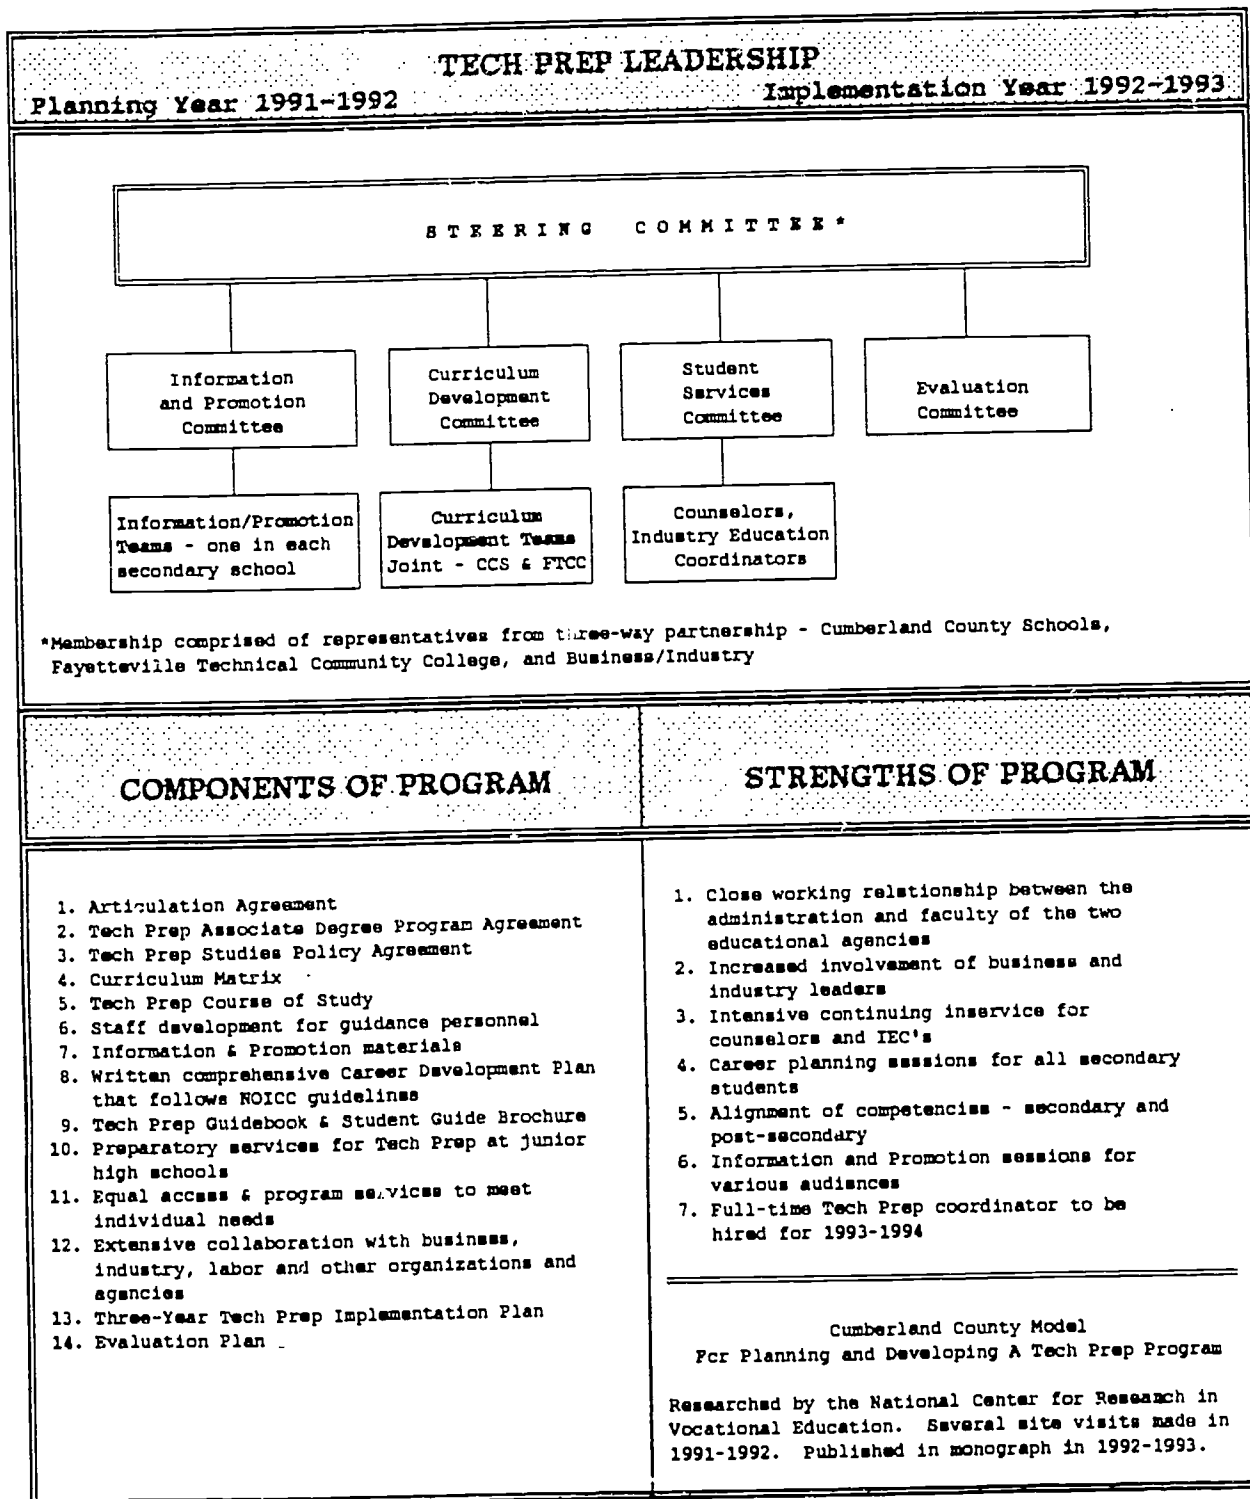 TECH PREP LEADERSHIP
Planning Year 1991-1992
Implementation Year 1992-1993
STEERING COMMITTEE*
Information
and Promotion
Committee
Curriculum
Development
Committee
Student
Services
Committee
Evaluation
Committee
Information/Promotion
Teams - one in each
secondary school
Curriculum
Development Teams
Joint - CCS & FTCC
Counselors,
Industry Education
Coordinators
*Membership comprised of representatives from three-way partnership - Cumberland County Schools,
Fayetteville Technical Community College, and Business/Industry
COMPONENTS OF PROGRAM
1. Articulation Agreement
2. Tech Prep Associate Degree Program Agreement
3. Tech Prep Studies Policy Agreement
4. Curriculum Matrix
5. Tech Prep Course of Study
6. Staff development for guidance personnel
7. Information & Promotion materials
8. Written comprehensive Career Development Plan
that follows NOICC guidelines
9. Tech Prep Guidebook & Student Guide Brochure
10. Preparatory services for Tech Prep at junior
high schools
11. Equal access & program services to meet
individual needs
12. Extensive collaboration with business,
industry, labor and other organizations and
agencies
13. Three-Year Tech Prep Implementation Plan
14. Evaluation Plan
STRENGTHS OF PROGRAM
1. Close working relationship between the
administration and faculty of the two
educational agencies
2. Increased involvement of business and
industry leaders
3. Intensive continuing inservice for
counselors and IEC's
4. Career planning sessions for all secondary
students
5. Alignment of competencies - secondary and
post-secondary
6. Information and Promotion sessions for
various audiences
7. Full-time Tech Prep coordinator to be
hired for 1993-1994
Cumberland County Model
For Planning and Developing A Tech Prep Program
Researched by the National Center for Research in
Vocational Education. Several site visits made in
1991-1992. Published in monograph in 1992-1993.